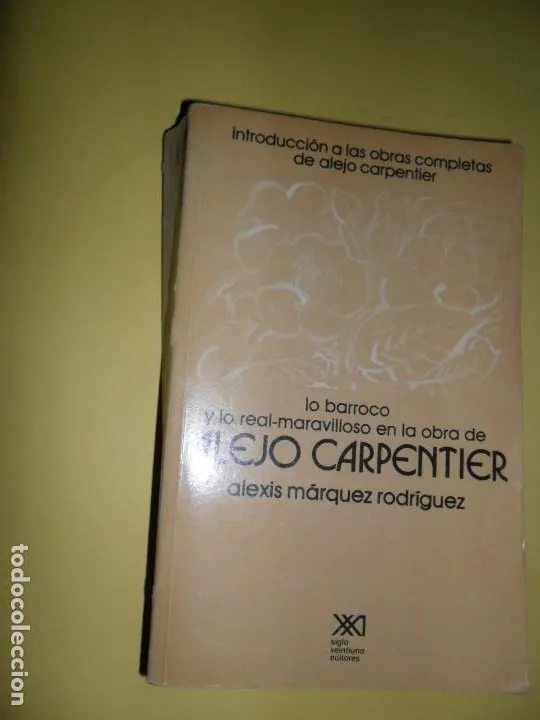 introducción a las obras completas
de alejo carpentier
lo barroco
y lo real-maravilloso en la obra de
ALEJO CARPENTIER
alexis márquez rodríguez
siglo
veintiuno
editores
todocoleccion